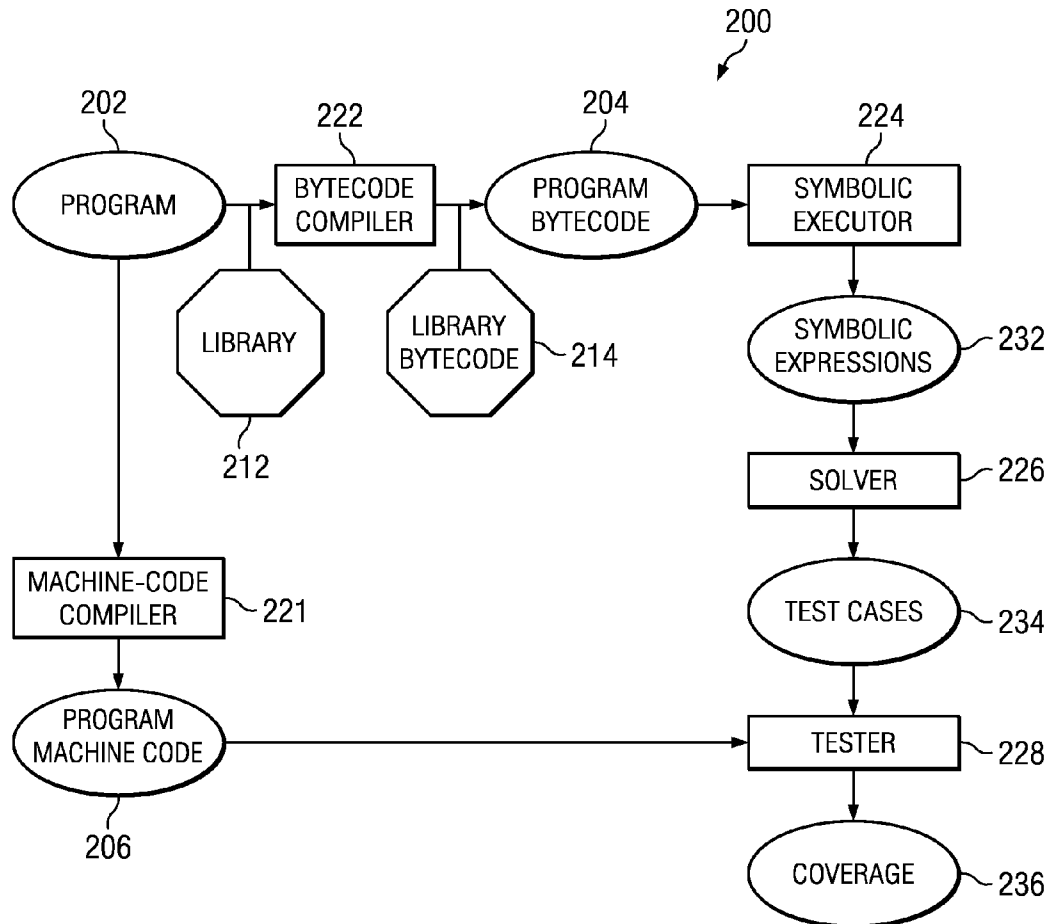 200
202
222
204
224
PROGRAM
BYTECODE
COMPILER
PROGRAM
BYTECODE
SYMBOLIC
EXECUTOR
LIBRARY
LIBRARY
BYTECODE
214
SYMBOLIC
EXPRESSIONS
232
212
SOLVER
226
MACHINE-CODE
COMPILER
221
TEST CASES
234
PROGRAM
MACHINE CODE
TESTER
228
206
COVERAGE
236